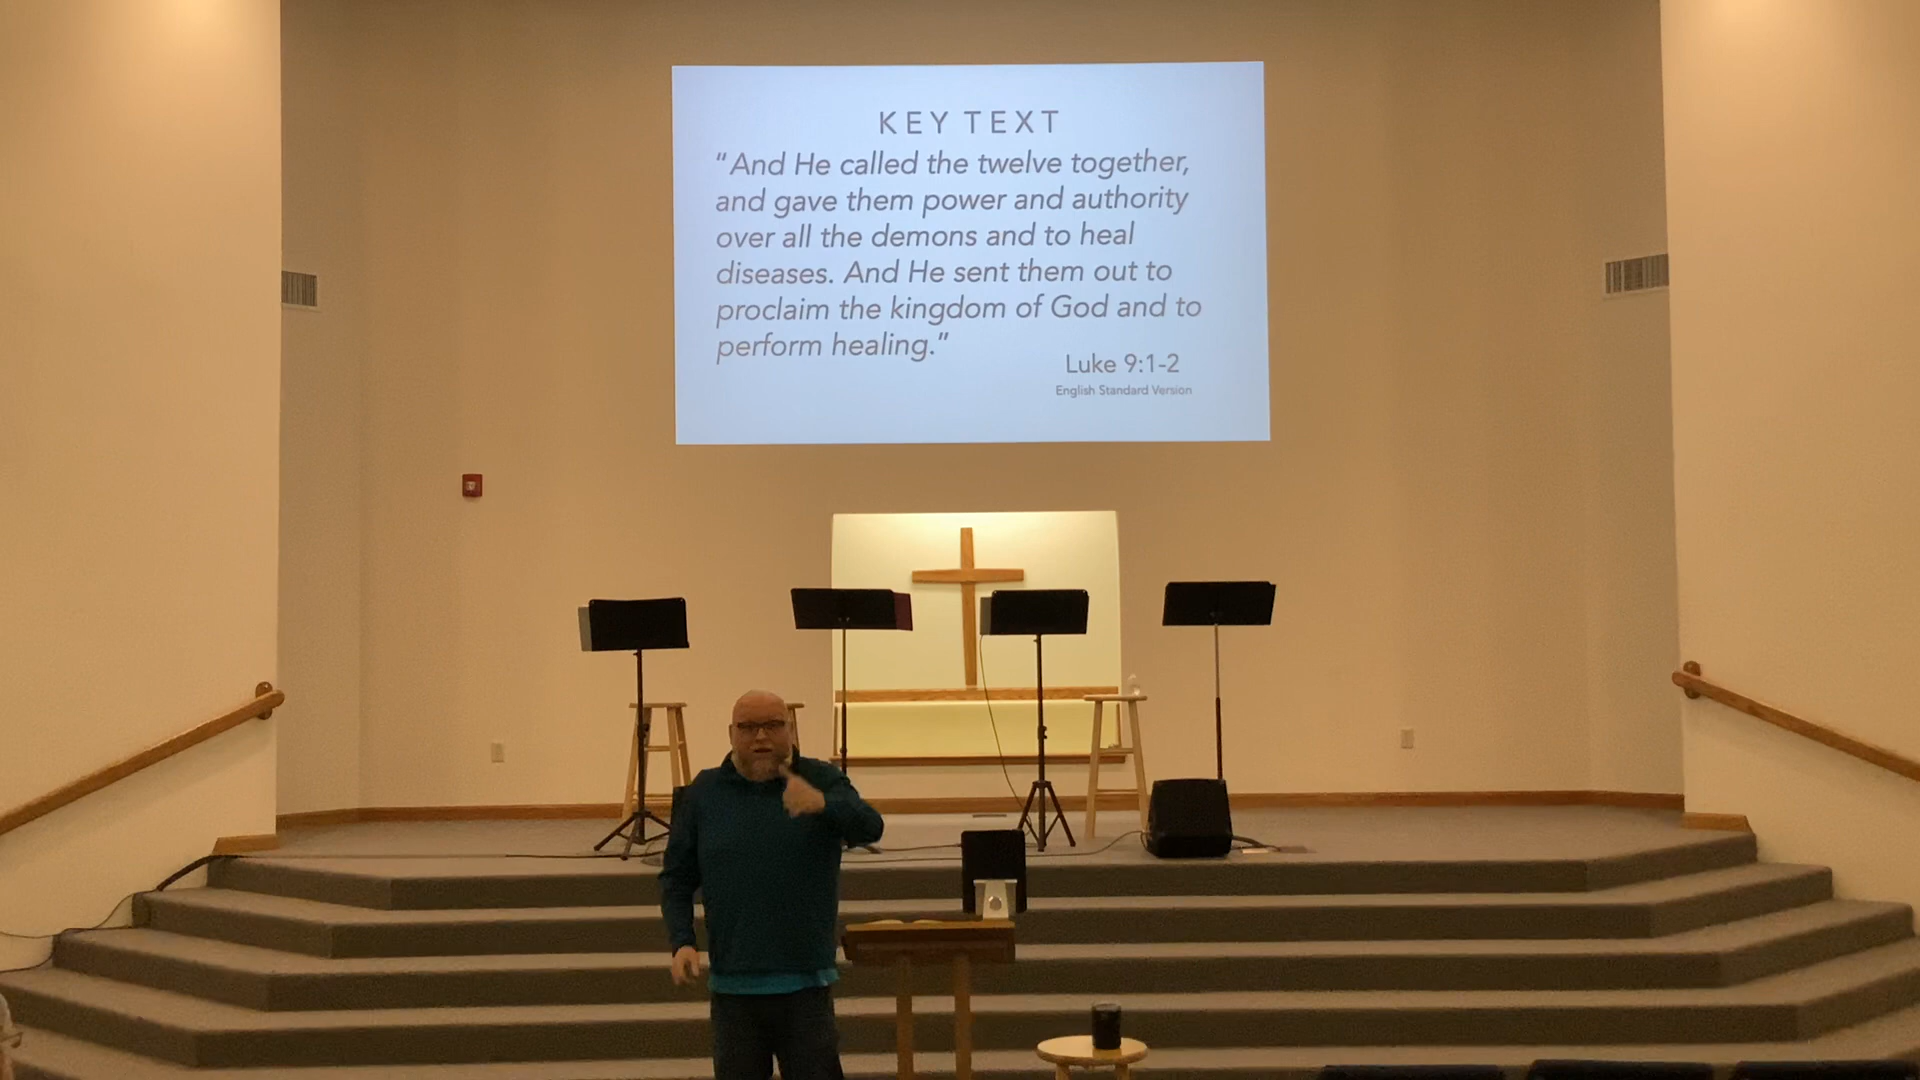 KEY TEXT
“And He called the twelve together,
and gave them power and authority
over all the demons and to heal
diseases. And He sent them out to
proclaim the kingdom of God and to
perform healing.”
Luke 9:1-2
English Standard Version